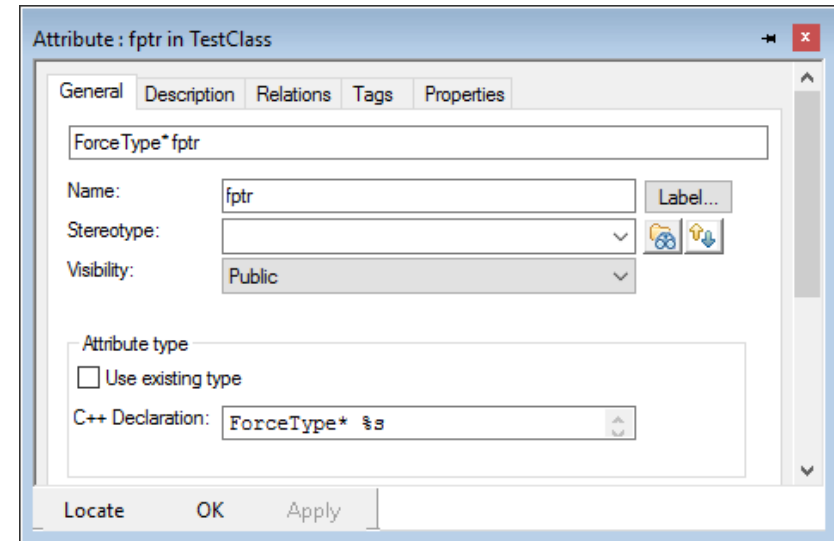 Attribute : fptr in TestClass
x
General Description Relations Tags Properties
ForceType* fptr
Name: fptr Label...
Stereotype:
Visibility: Public
Attribute type
Use existing type
C++ Declaration: ForceType* %s
Locate OK Apply